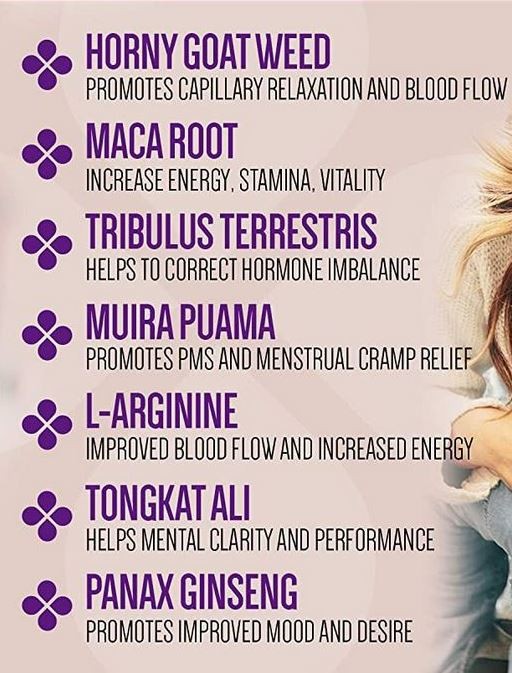 HORNY GOAT WEED
PROMOTES CAPILLARY RELAXATION AND BLOOD FLOW
MACA ROOT
INCREASE ENERGY, STAMINA, VITALITY
TRIBULUS TERRESTRIS
HELPS TO CORRECT HORMONE IMBALANCE
MUIRA PUAMA
PROMOTES PMS AND MENSTRUAL CRAMP RELIEF
L-ARGININE
IMPROVED BLOOD FLOW AND INCREASED ENERGY
TONGKAT ALI
HELPS MENTAL CLARITY AND PERFORMANCE
PANAX GINSENG
PROMOTES IMPROVED MOOD AND DESIRE